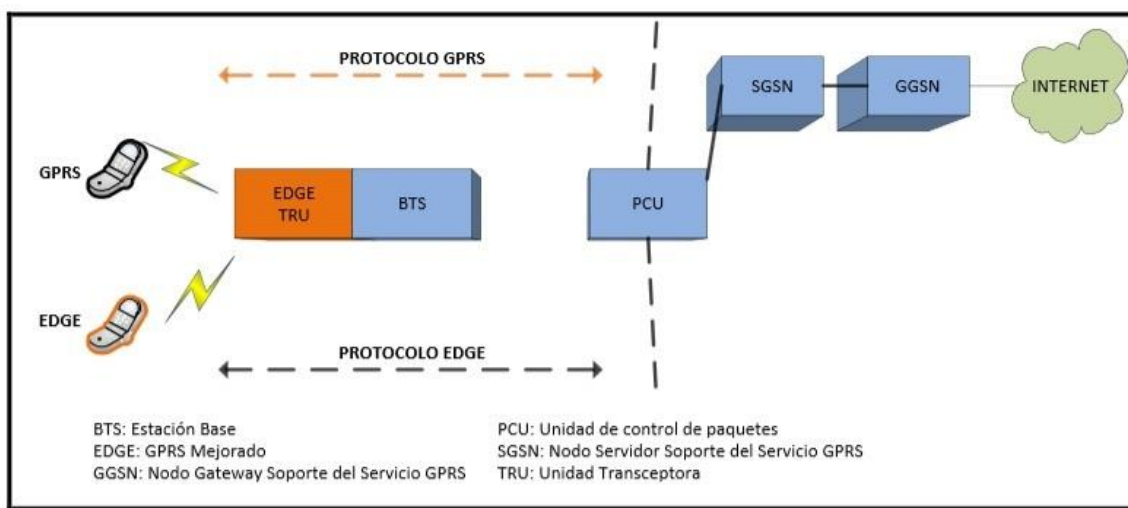 PROTOCOLO GPRS
SGSN
GGSN
INTERNET
GPRS
EDGE
TRU
BTS
PCU
EDGE
PROTOCOLO EDGE
BTS: Estación Base
EDGE: GPRS Mejorado
GGSN: Nodo Gateway Soporte del Servicio GPRS
PCU: Unidad de control de paquetes
SGSN: Nodo Servidor Soporte del Servicio GPRS
TRU: Unidad Transceptora